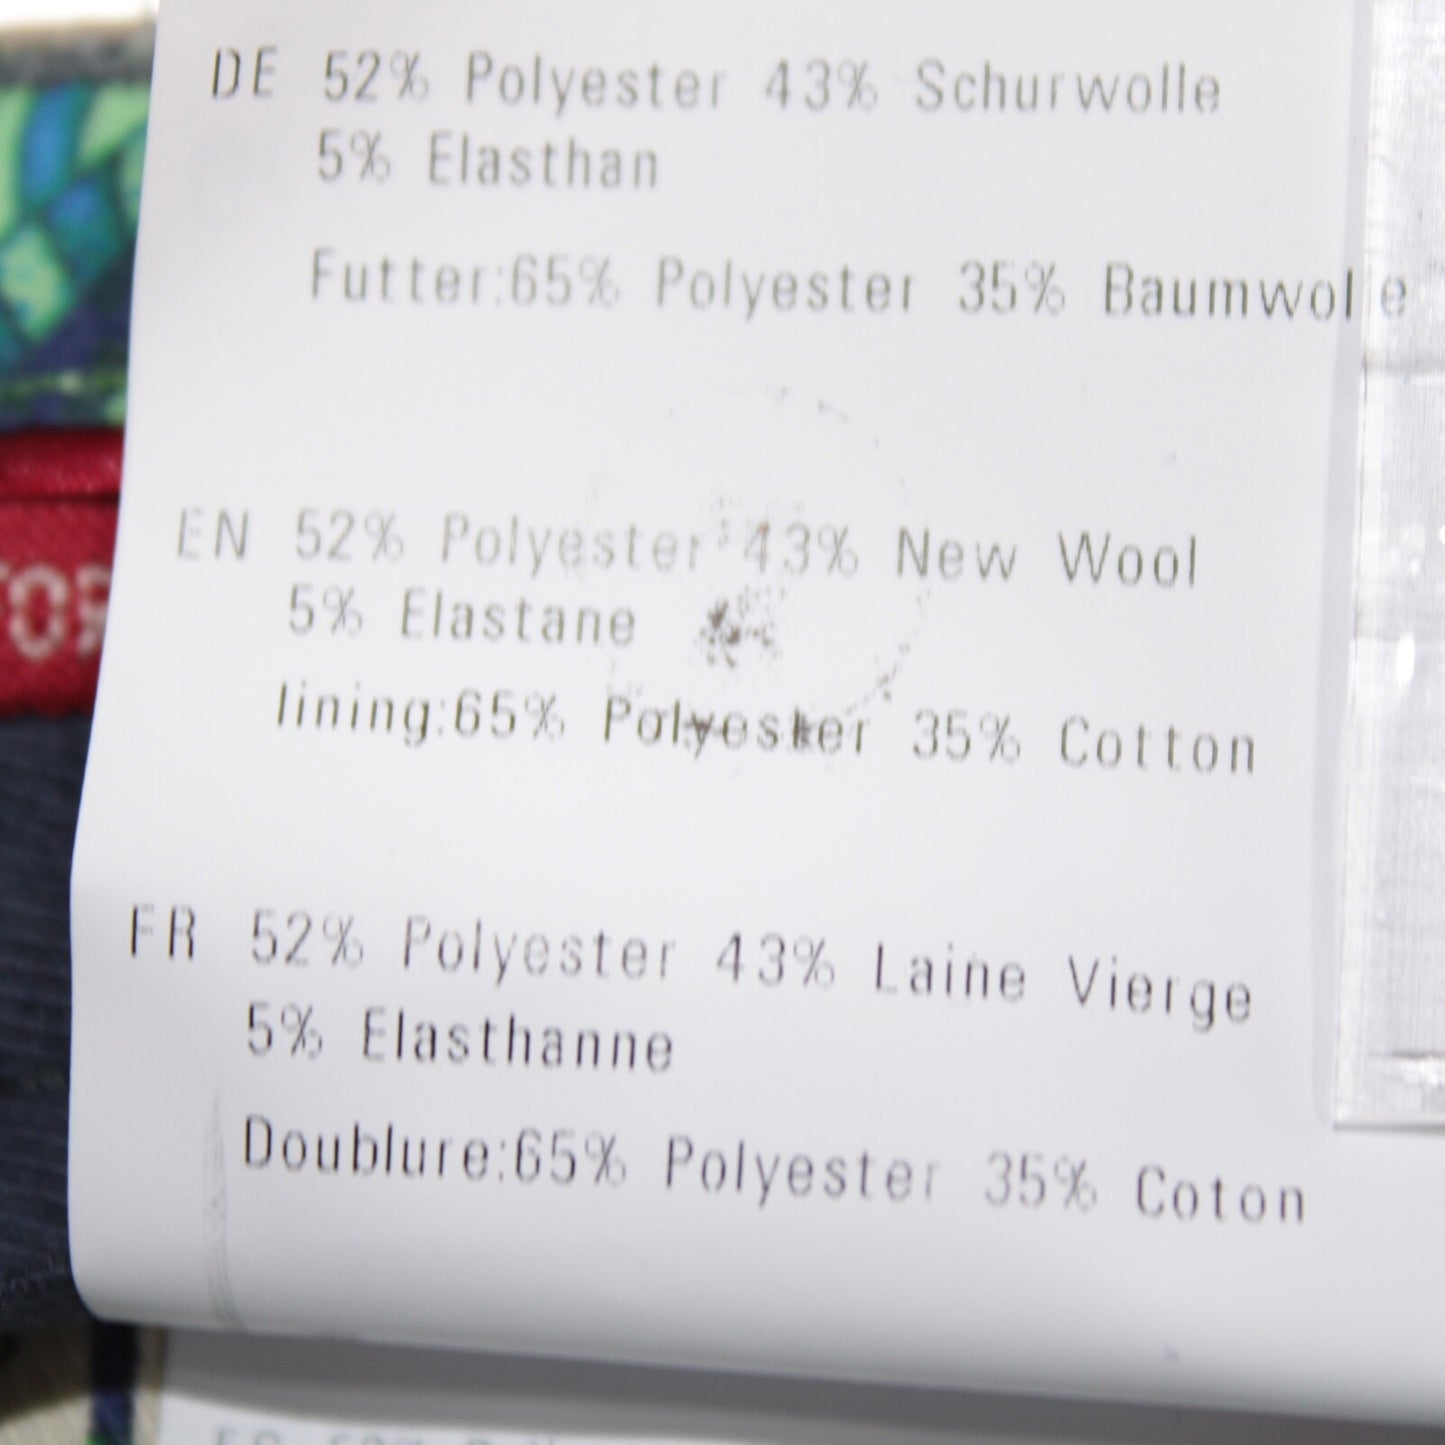 DE 52% Polyester 43% Schurwolle
5% Elasthan
Futter:65% Polyester 35% Baumwolle
EN 52% Polyester 43% New Wool
5% Elastane
lining:65% Polyester 35% Cotton
FR 52% Polyester 43% Laine Vierge
5% Elasthanne
Doublure:65% Polyester 35% Coton